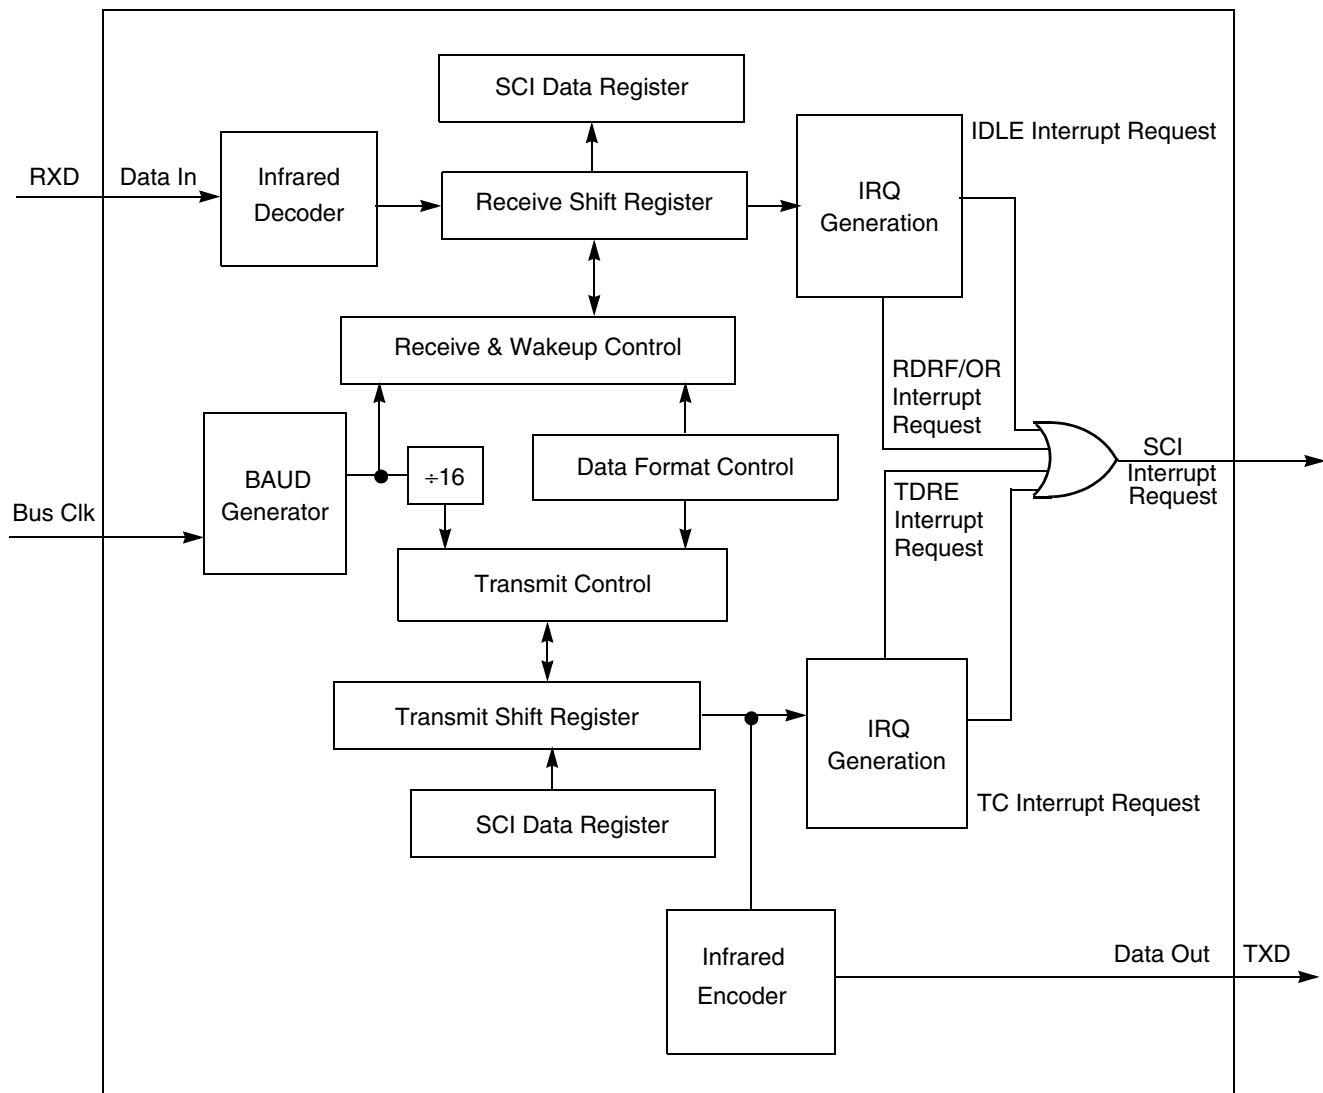 SCI Data Register
IDLE Interrupt Request
RXD
Data In
Infrared
Decoder
Receive Shift Register
IRQ
Generation
Receive & Wakeup Control
RDRF/OR
Interrupt
Request
BAUD
Generator
÷16
Data Format Control
SCI
Interrupt
Request
Bus Clk
TDRE
Interrupt
Request
Transmit Control
Transmit Shift Register
IRQ
Generation
SCI Data Register
TC Interrupt Request
Infrared
Encoder
Data Out
TXD